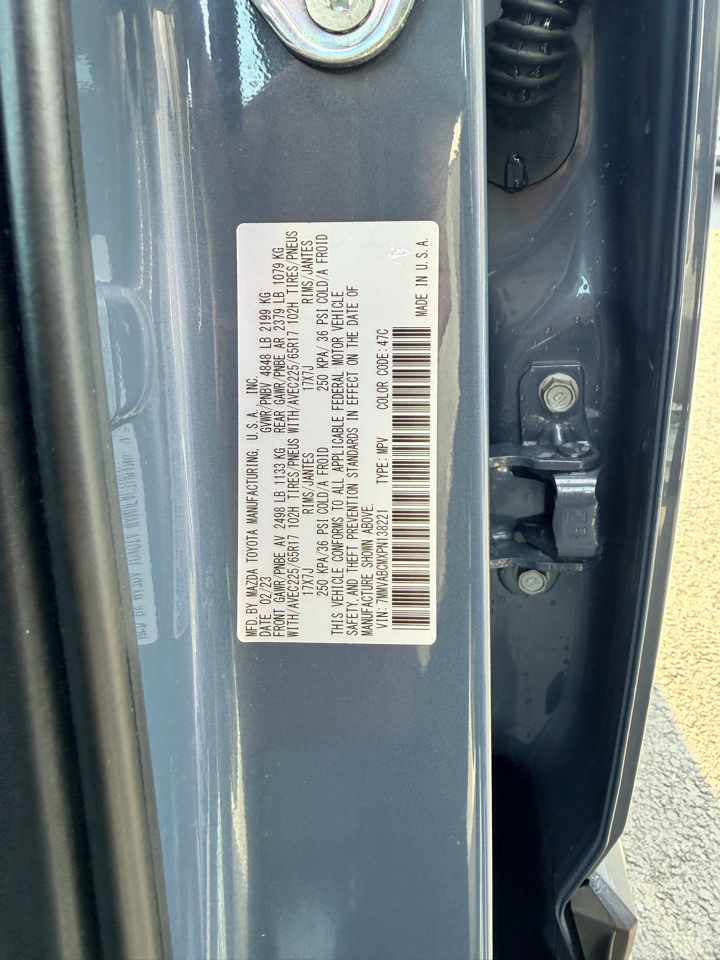 MFD. BY MAZDA TOYOTA MANUFACTURING, U.S.A., INC.
DATE 02/23 GVWR/PNBV 4848 LB 2199 KG
FRONT GAWR/PNBE AV 2498 LB 1133 KG REAR GAWR/PNBE AR 2379 LB 1079 KG
WITH/AVEC225/65R17 102H TIRES/PNEUS WITH/AVEC225/65R17 102H TIRES/PNEUS
17X7J RIMS/JANTES 17X7J RIMS/JANTES
250 KPA/36 PSI COLD/A FROID 250 KPA/ 36 PSI COLD/A FROID
THIS VEHICLE CONFORMS TO ALL APPLICABLE FEDERAL MOTOR VEHICLE
SAFETY, AND THEFT PREVENTION STANDARDS IN EFFECT ON THE DATE OF
MANUFACTURE SHOWN ABOVE.
VIN: 7MMVABCMXPN138221 TYPE: MPV COLOR CODE: 47C
MADE IN U.S.A.